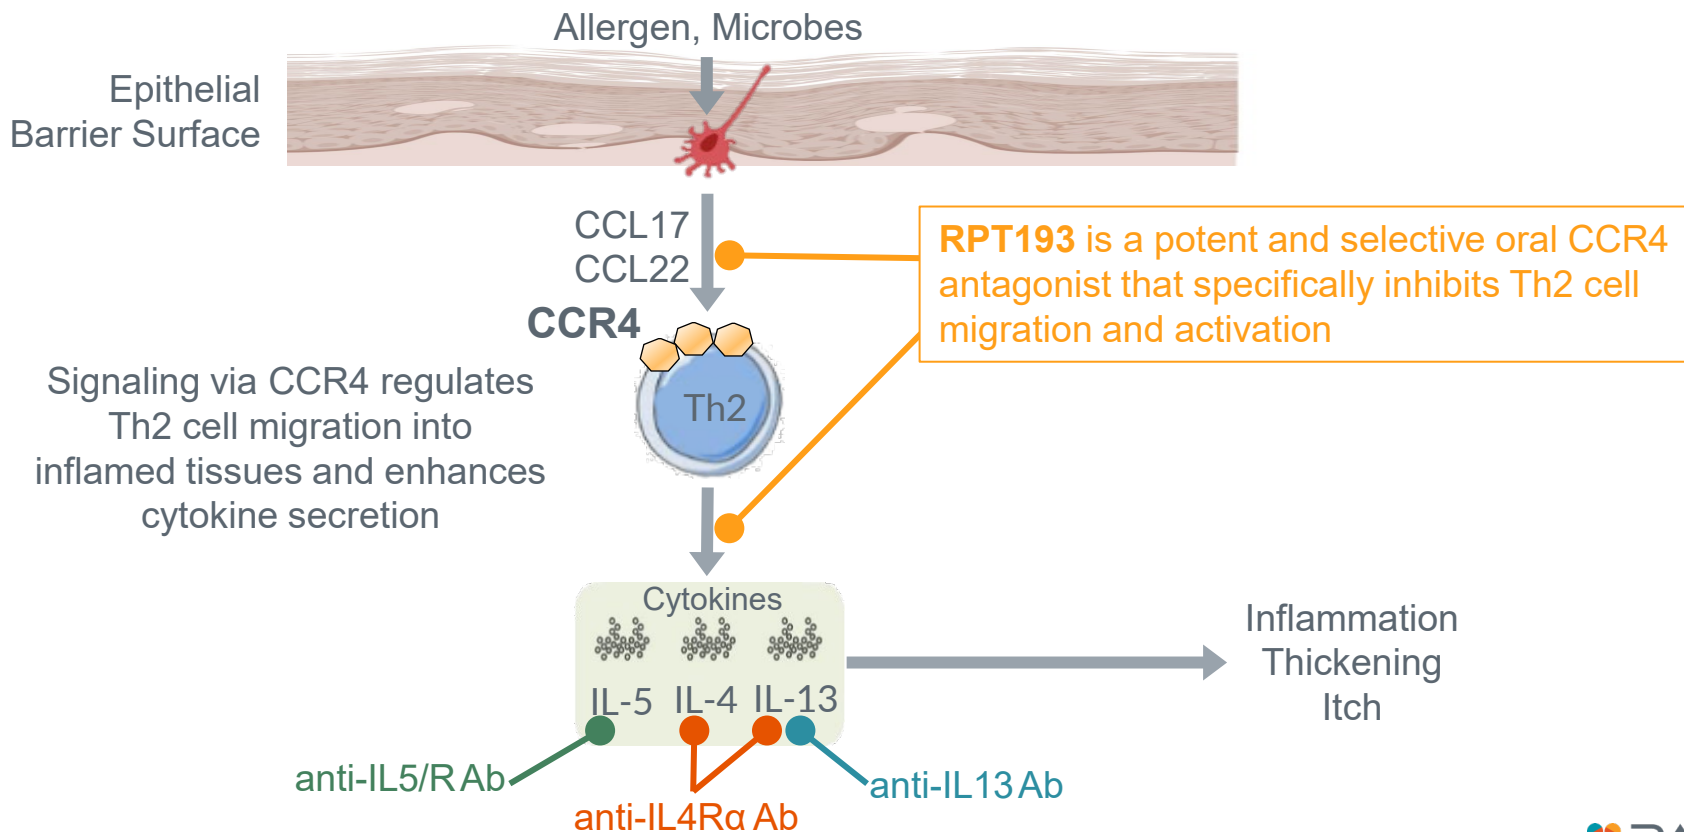 Allergen, Microbes
Epithelial
Barrier Surface
CCL17
CCL22
CCR4
RPT193 is a potent and selective oral CCR4
antagonist that specifically inhibits Th2 cell
migration and activation
Th2
Signaling via CCR4 regulates
Th2 cell migration into
inflamed tissues and enhances
cytokine secretion
Cytokines
IL-5 IL-4 IL-13
Inflammation
Thickening
Itch
anti-IL5/R Ab
anti-IL4Rα Ab
anti-IL13 Ab